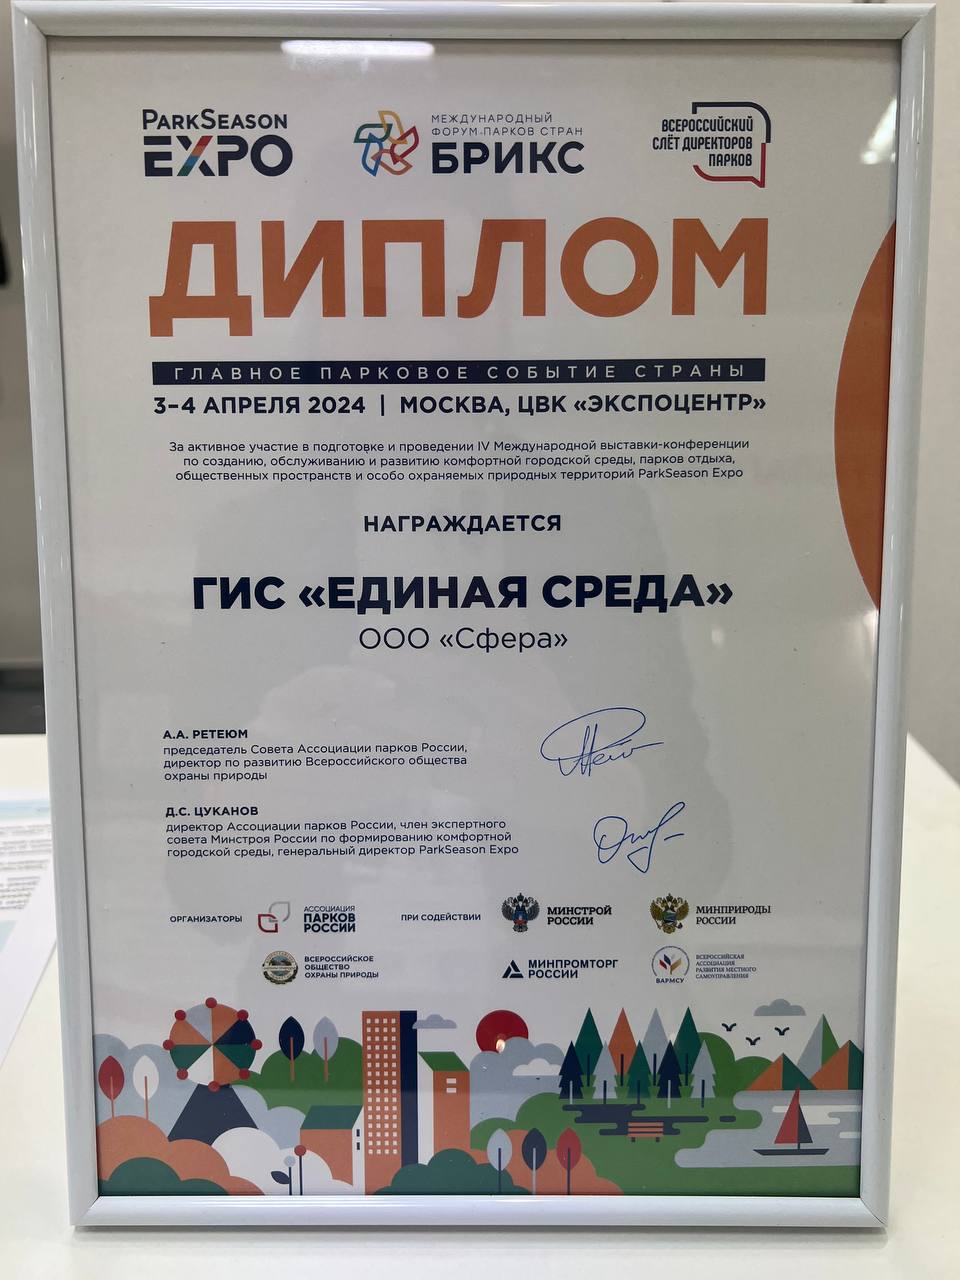 PARKSEASON
EXPO
МЕЖДУНАРОДНЫЙ
ФОРУМ ПАРКОВ СТРАН
БРИКС
ВСЕРОССИЙСКИЙ
СЛЁТ ДИРЕКТОРОВ
ПАРКОВ
ДИПЛОМ
ГЛАВНОЕ ПАРКОВОЕ СОБЫТИЕ СТРАНЫ
3–4 АПРЕЛЯ 2024 | МОСКВА, ЦВК «ЭКСПОЦЕНТР»
За активное участие в подготовке и проведении IV Международной выставки-конференции
по созданию, обслуживанию и развитию комфортной городской среды, парков отдыха,
общественных пространств и особо охраняемых природных территорий ParkSeason Expo
НАГРАЖДАЕТСЯ
ГИС «ЕДИНАЯ СРЕДА»
ООО «Сфера»
А.А. РЕТЕЮМ
председатель Совета Ассоциации парков России,
директор по развитию Всероссийского общества
охраны природы
Д.С. ЦУКАНОВ
директор Ассоциации парков России, член экспертного
совета Минстроя России по формированию комфортной
городской среды, генеральный директор ParkSeason Expo
ОРГАНИЗАТОРЫ
АССОЦИАЦИЯ
ПАРКОВ
РОССИИ
ПРИ СОДЕЙСТВИИ
МИНСТРОЙ
РОССИИ
МИНПРИРОДЫ
РОССИИ
ВСЕРОССИЙСКОЕ
ОБЩЕСТВО
ОХРАНЫ ПРИРОДЫ
МИНПРОМТОРГ
РОССИИ
ВАРМСУ
ВСЕРОССИЙСКАЯ
АССОЦИАЦИЯ
РАЗВИТИЯ МЕСТНОГО
САМОУПРАВЛЕНИЯ